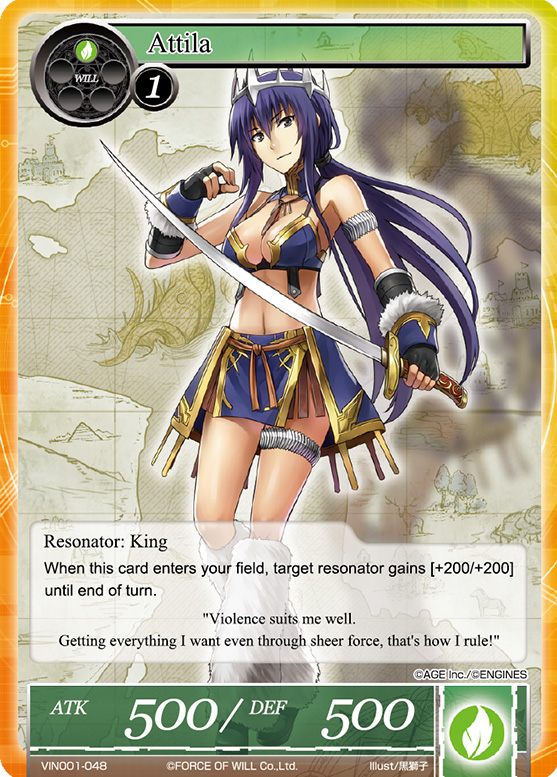 Attila
WILL
1
Resonator: King
When this card enters your field, target resonator gains [+200/+200]
until end of turn.
"Violence suits me well.
Getting everything I want even through sheer force, that's how I rule!"
©AGE Inc./©ENGINES
ATK 500 / DEF 500
VIN001-048 ©FORCE OF WILL Co.,Ltd. Illust/黒獅子